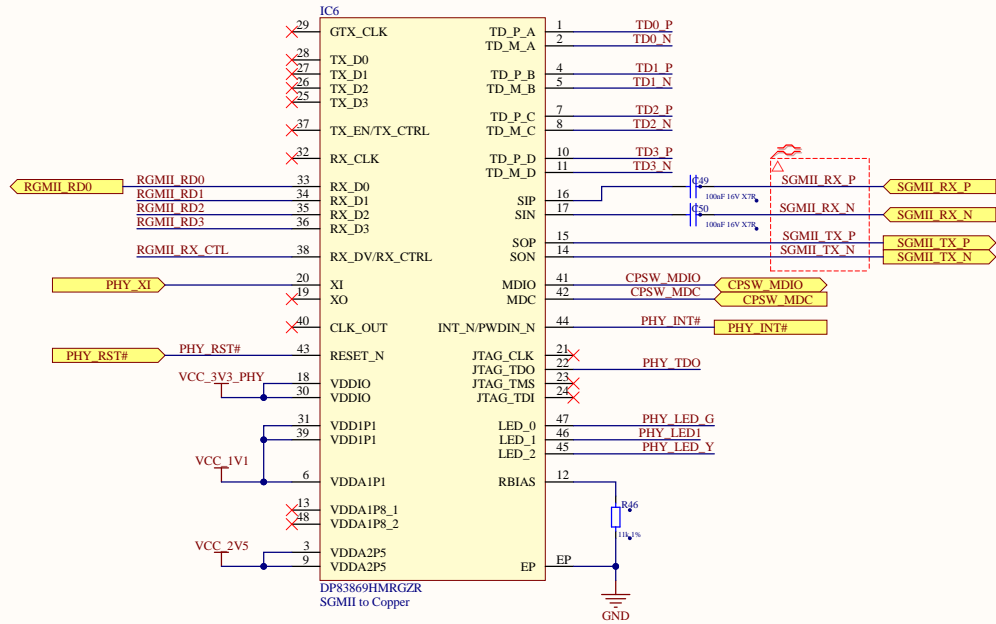 IC6
29 GTX_CLK TD_P_A 1 TD0_P
TD_M_A 2 TD0_N
28 TX_D0
27 TX_D1 TD_P_B 4 TD1_P
26 TX_D2 TD_M_B 5 TD1_N
25 TX_D3
TD_P_C 7 TD2_P
37 TX_EN/TX_CTRL TD_M_C 8 TD2_N
32 RX_CLK TD_P_D 10 TD3_P
TD_M_D 11 TD3_N
RGMII_RD0 RGMII_RD0 33 RX_D0 C49 SGMII_RX_P SGMII_RX_P
RGMII_RD1 34 RX_D1 SIP 16 100nF 16V X7R
RGMII_RD2 35 RX_D2 SIN 17 C50 SGMII_RX_N SGMII_RX_N
RGMII_RD3 36 RX_D3 100nF 16V X7R
SOP 15 SGMII_TX_P SGMII_TX_P
RGMII_RX_CTL 38 RX_DV/RX_CTRL SON 14 SGMII_TX_N SGMII_TX_N
PHY_XI 20 XI MDIO 41 CPSW_MDIO CPSW_MDIO
19 XO MDC 42 CPSW_MDC CPSW_MDC
40 CLK_OUT INT_N/PWDIN_N 44 PHY_INT# PHY_INT#
PHY_RST# PHY_RST# 43 RESET_N JTAG_CLK 21
JTAG_TDO 22 PHY_TDO
VCC_3V3_PHY 18 VDDIO JTAG_TMS 23
30 VDDIO JTAG_TDI 24
31 VDD1P1 LED_0 47 PHY_LED_G
39 VDD1P1 LED_1 46 PHY_LED1
LED_2 45 PHY_LED_Y
VCC_1V1
6 VDDA1P1 RBIAS 12
13 VDDA1P8_1 R46
48 VDDA1P8_2
11k 1%
VCC_2V5 3 VDDA2P5
9 VDDA2P5 EP EP
DP83869HMRGZR
SGMII to Copper
GND